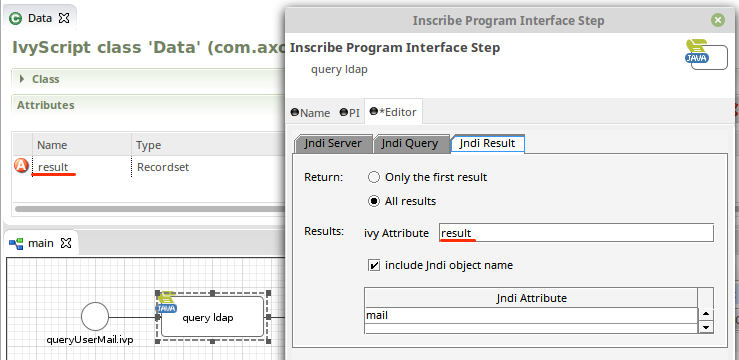 Data
IvyScript class 'Data' (com.axo
Class
Attributes
Name Type
A result Recordset
main
queryUserMail.ivp
JAVA
query ldap
Inscribe Program Interface Step
Inscribe Program Interface Step
query ldap
JAVA
Name PI *Editor
Jndi Server Jndi Query Jndi Result
Return: Only the first result
All results
Results: ivy Attribute result
include Jndi object name
Jndi Attribute
mail